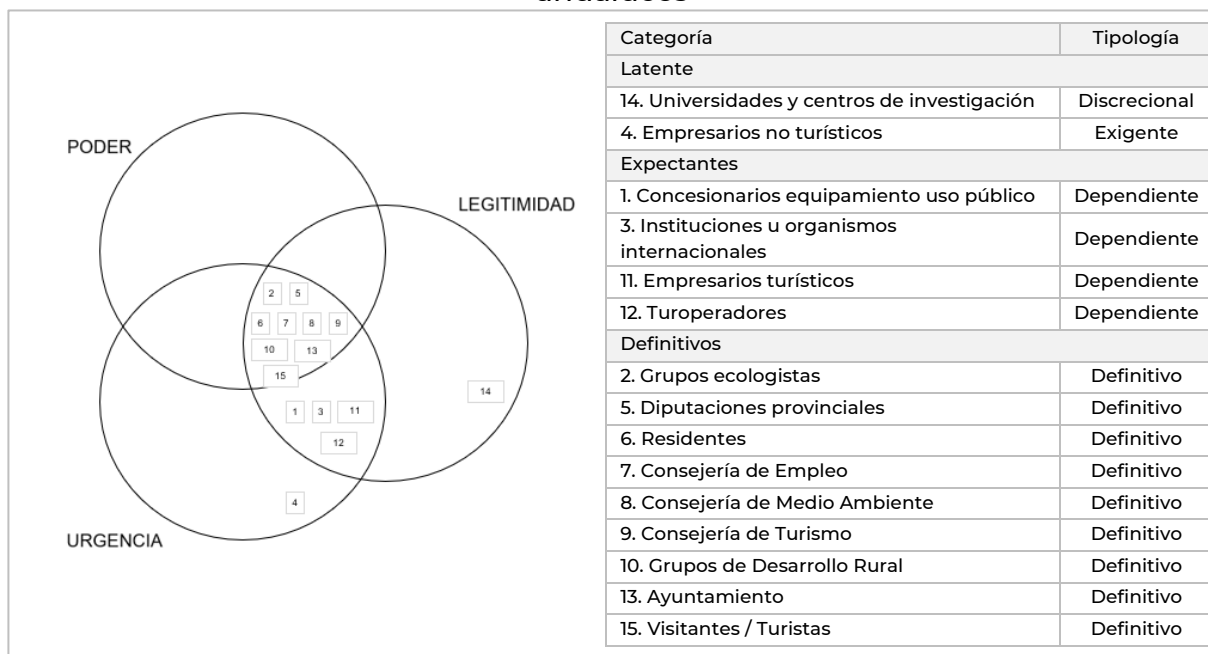 PODER
LEGITIMIDAD
2 5
6 7 8 9
10 13
15
14
1 3 11
12
4
URGENCIA
Categoría Tipología
Latente
14. Universidades y centros de investigación Discrecional
4. Empresarios no turísticos Exigente
Expectantes
1. Concesionarios equipamiento uso público Dependiente
3. Instituciones u organismos
internacionales Dependiente
11. Empresarios turísticos Dependiente
12. Turoperadores Dependiente
Definitivos
2. Grupos ecologistas Definitivo
5. Diputaciones provinciales Definitivo
6. Residentes Definitivo
7. Consejería de Empleo Definitivo
8. Consejería de Medio Ambiente Definitivo
9. Consejería de Turismo Definitivo
10. Grupos de Desarrollo Rural Definitivo
13. Ayuntamiento Definitivo
15. Visitantes / Turistas Definitivo